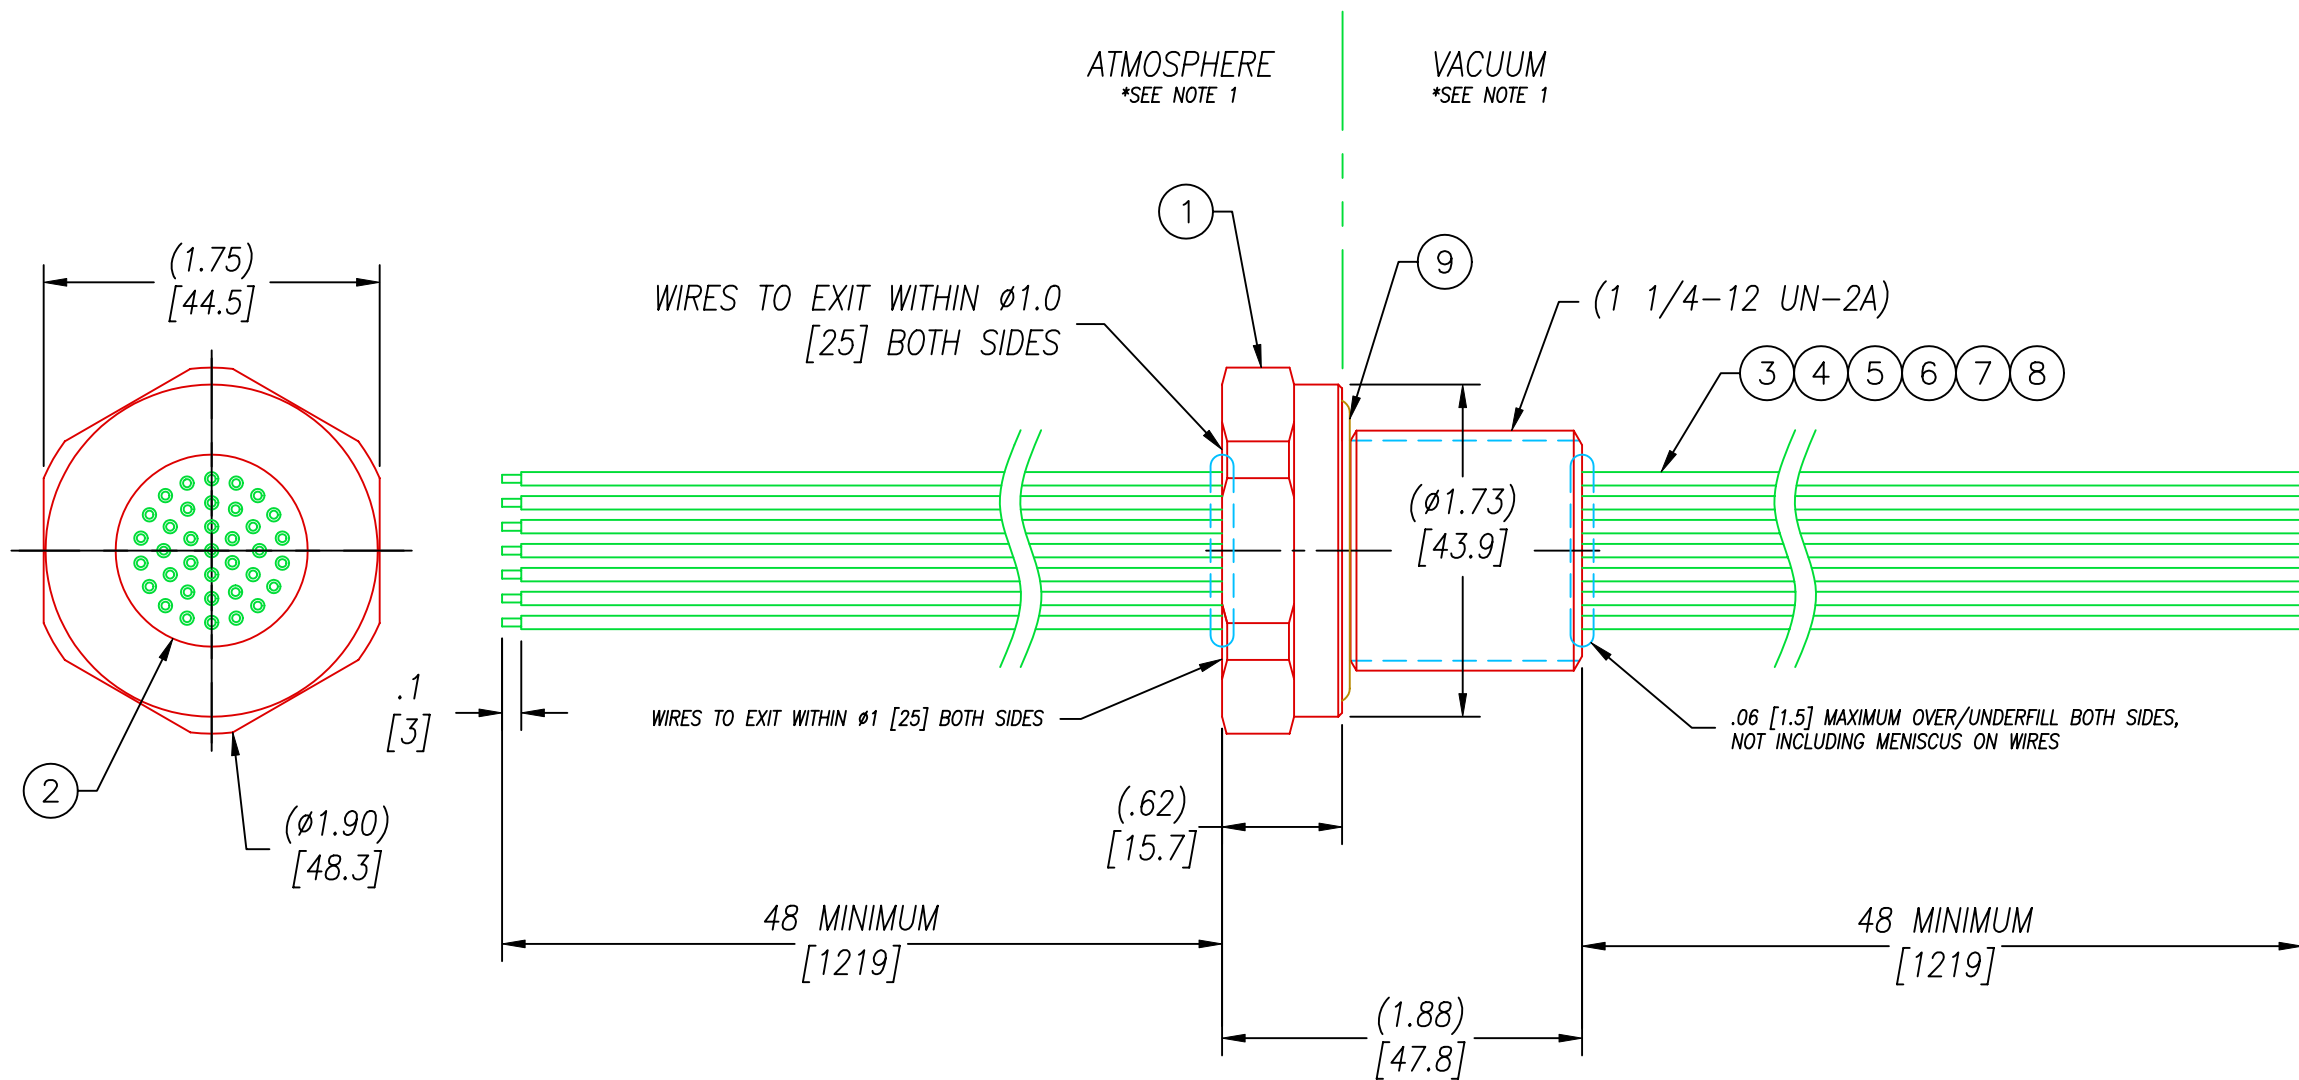 ATMOSPHERE
*SEE NOTE 1
VACUUM
*SEE NOTE 1
1
9
(1.75)
[44.5]
WIRES TO EXIT WITHIN ø1.0
[25] BOTH SIDES
(1 1/4-12 UN-2A)
3 4 5 6 7 8
(ø1.73)
[43.9]
.1
[3]
WIRES TO EXIT WITHIN ø1 [25] BOTH SIDES
.06 [1.5] MAXIMUM OVER/UNDERFILL BOTH SIDES,
NOT INCLUDING MENISCUS ON WIRES
2
(ø1.90)
[48.3]
(.62)
[15.7]
48 MINIMUM
[1219]
48 MINIMUM
[1219]
(1.88)
[47.8]